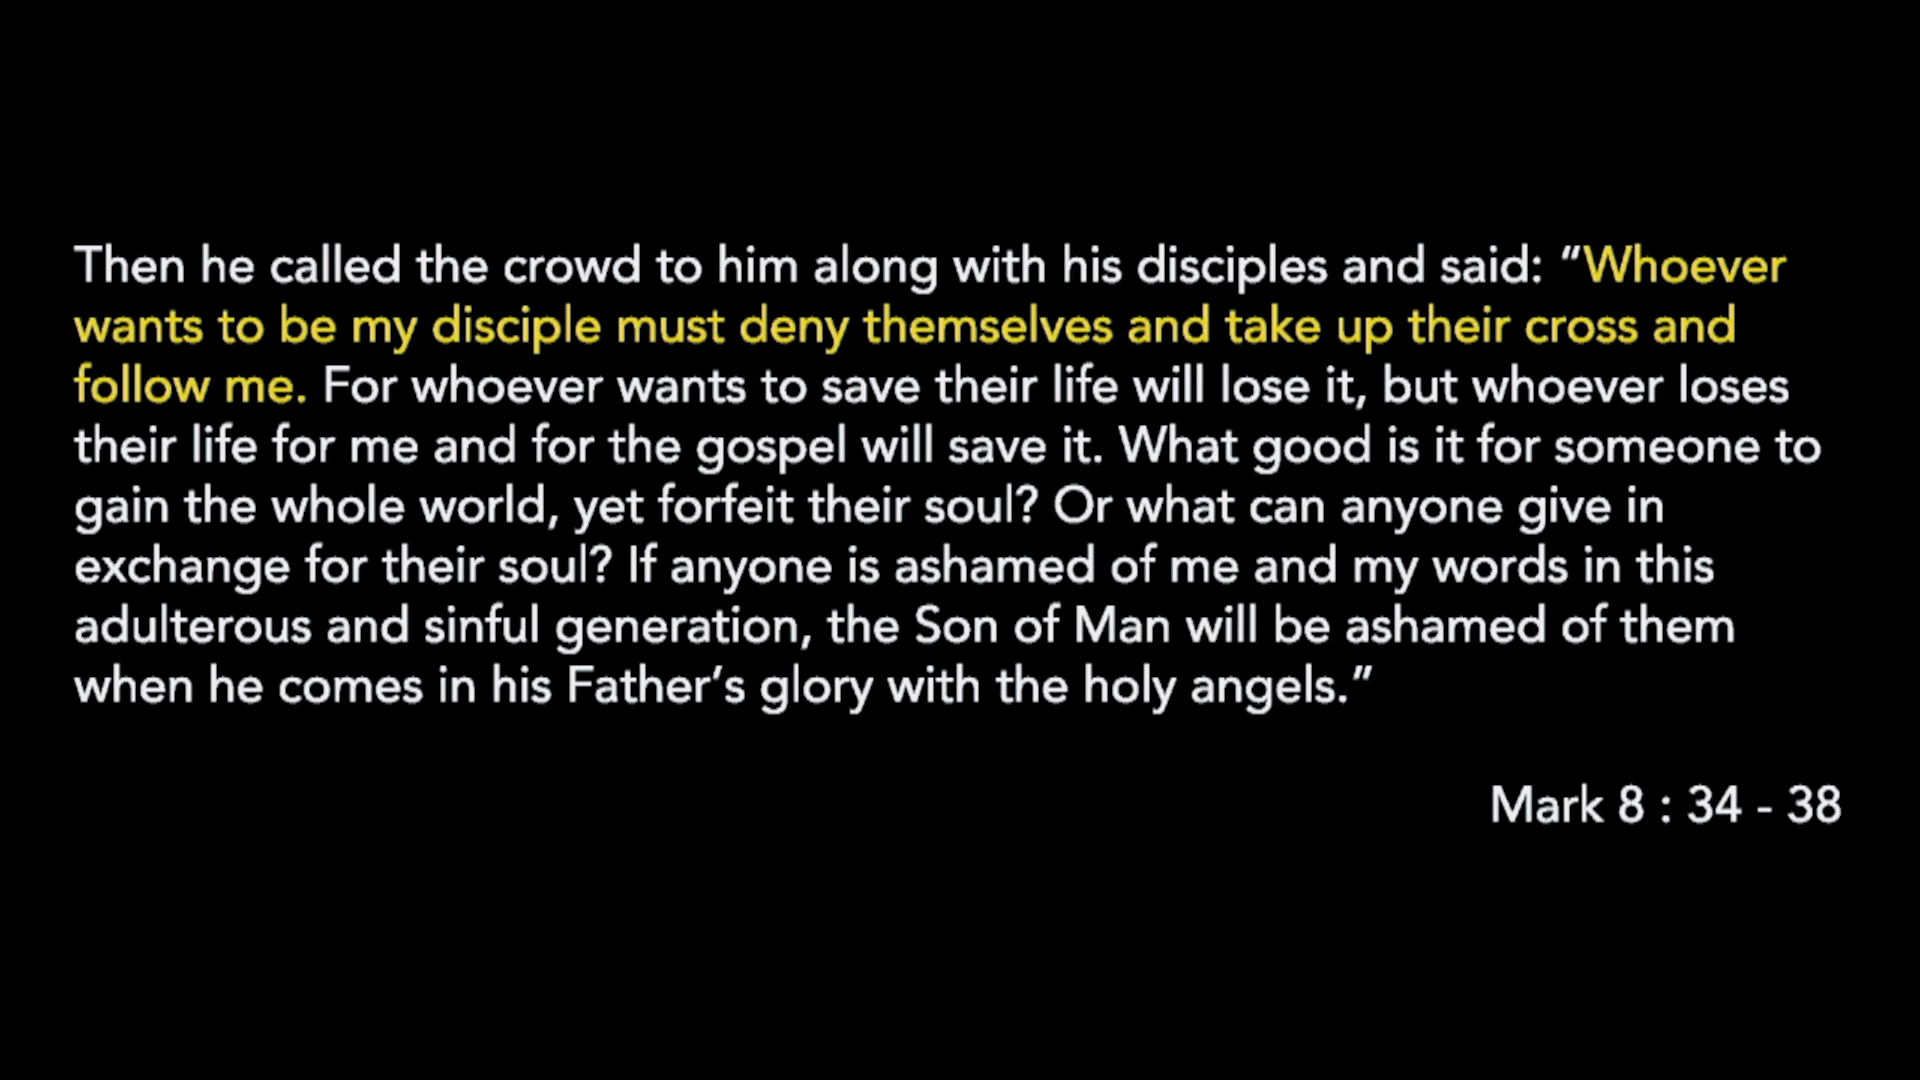 Then he called the crowd to him along with his disciples and said: “Whoever
wants to be my disciple must deny themselves and take up their cross and
follow me. For whoever wants to save their life will lose it, but whoever loses
their life for me and for the gospel will save it. What good is it for someone to
gain the whole world, yet forfeit their soul? Or what can anyone give in
exchange for their soul? If anyone is ashamed of me and my words in this
adulterous and sinful generation, the Son of Man will be ashamed of them
when he comes in his Father’s glory with the holy angels.”
Mark 8 : 34 - 38